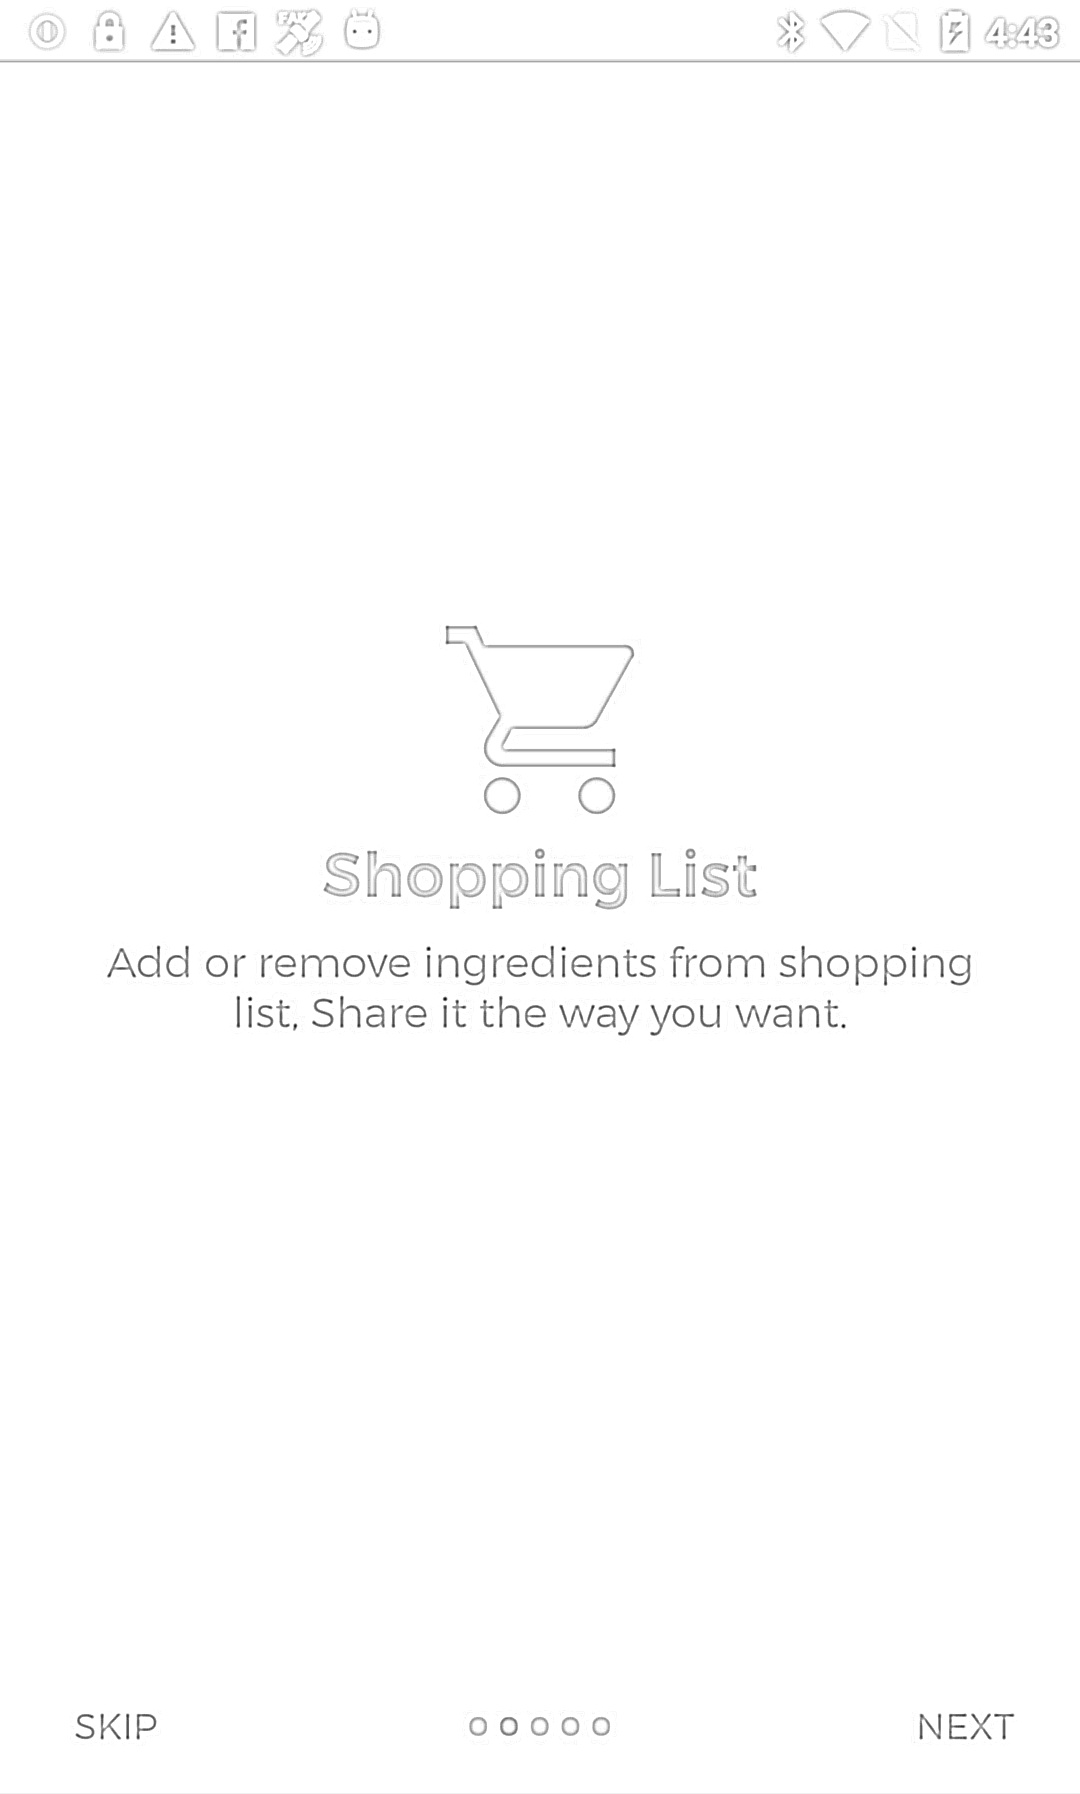 4:43
Shopping List
Add or remove ingredients from shopping
list, Share it the way you want.
SKIP
NEXT